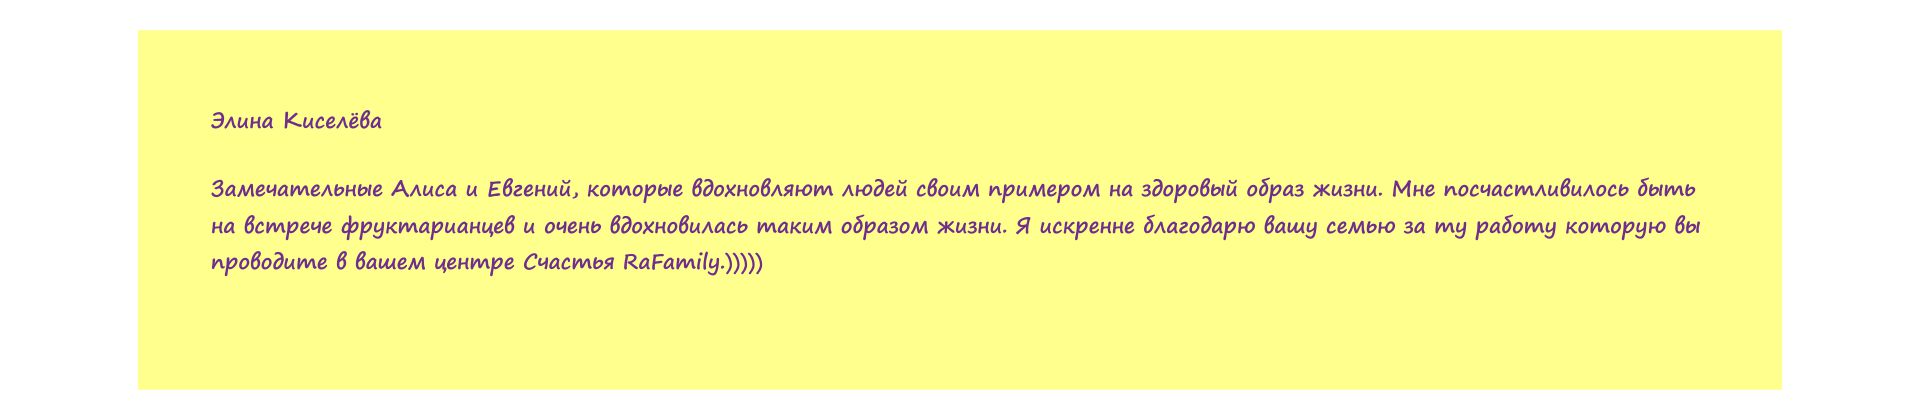 Элина Киселёва
Замечательные Алиса и Евгений, которые вдохновляют людей своим примером на здоровый образ жизни. Мне посчастливилось быть
на встрече фруктарианцев и очень вдохновилась таким образом жизни. Я искренне благодарю вашу семью за ту работу которую вы
проводите в вашем центре Счастья RaFamily.)))))